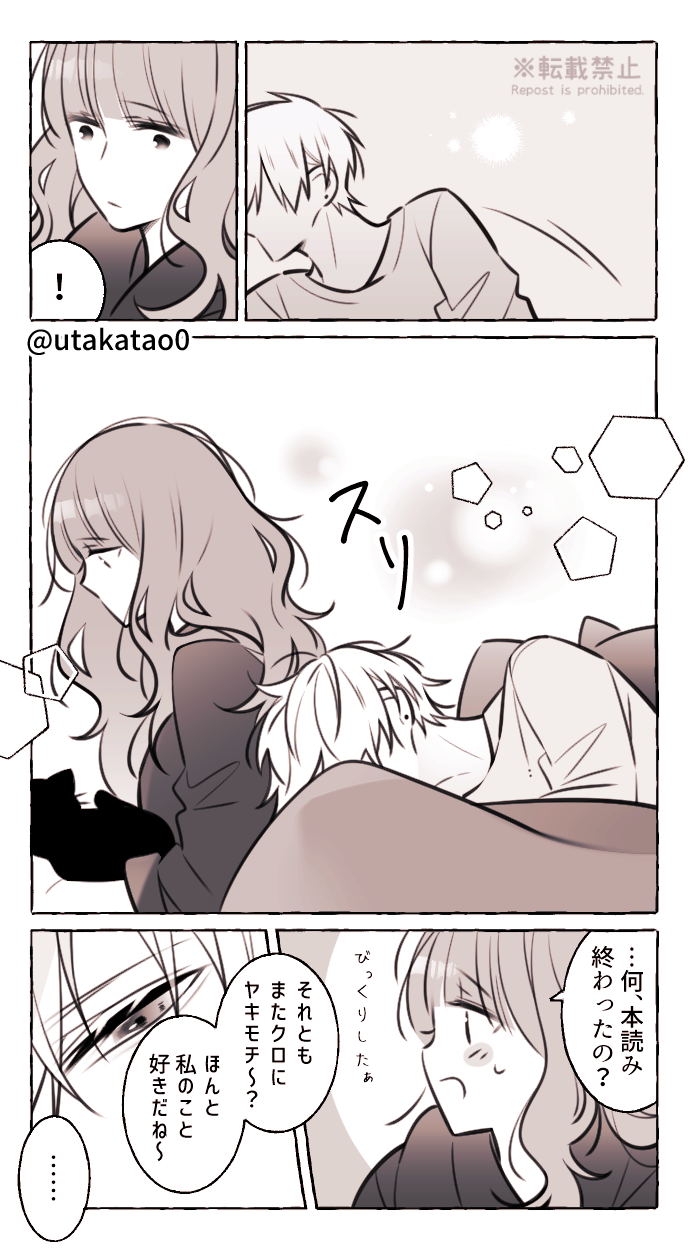 ※転載禁止
Repost is prohibited.
！
@utakatao0
スリ
…何、本読み
終わったの？
びっくりしたぁ
それとも
またクロに
ヤキモチ〜？
ほんと
私のこと
好きだね〜
……